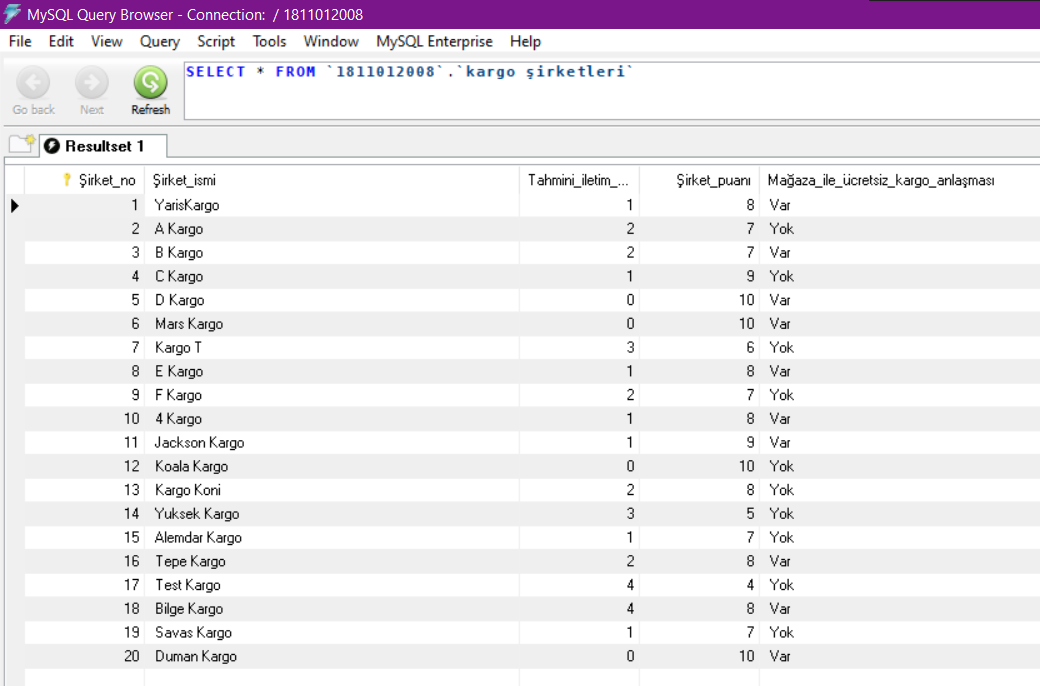 MySQL Query Browser - Connection: / 1811012008
File Edit View Query Script Tools Window MySQL Enterprise Help
SELECT * FROM `1811012008`.`kargo şirketleri`
Go back Next Refresh
Resultset 1
Şirket_no Şirket_ismi Tahmini_iletim_... Şirket_puanı Mağaza_ile_ücretsiz_kargo_anlaşması
1 YarisKargo 1 8 Var
2 A Kargo 2 7 Yok
3 B Kargo 2 7 Var
4 C Kargo 1 9 Yok
5 D Kargo 0 10 Var
6 Mars Kargo 0 10 Var
7 Kargo T 3 6 Yok
8 E Kargo 1 8 Var
9 F Kargo 2 7 Yok
10 4 Kargo 1 8 Var
11 Jackson Kargo 1 9 Var
12 Koala Kargo 0 10 Yok
13 Kargo Koni 2 8 Yok
14 Yuksek Kargo 3 5 Yok
15 Alemdar Kargo 1 7 Yok
16 Tepe Kargo 2 8 Var
17 Test Kargo 4 4 Yok
18 Bilge Kargo 4 8 Var
19 Savas Kargo 1 7 Yok
20 Duman Kargo 0 10 Var